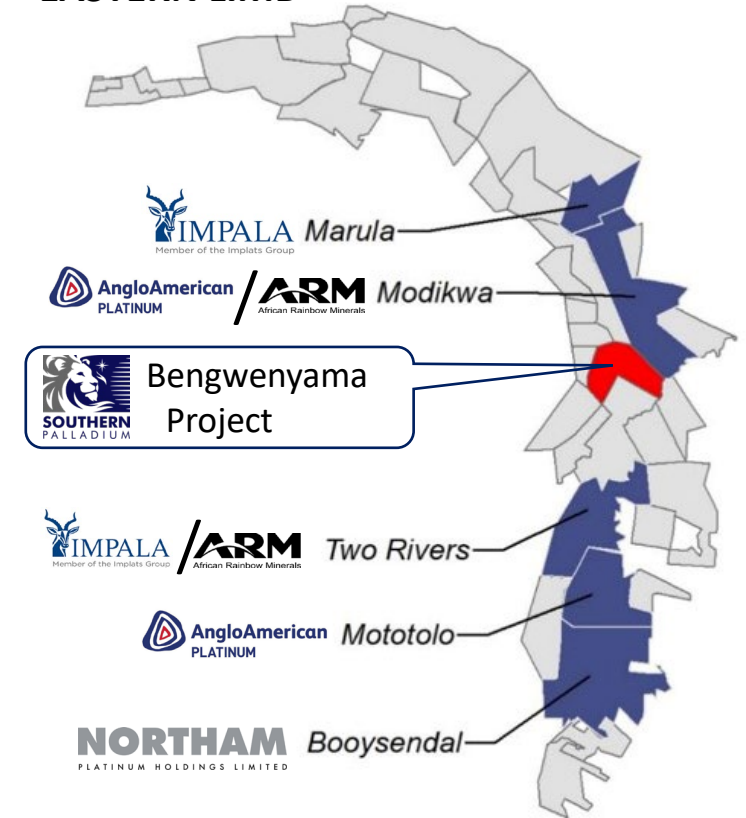 EASTERN LIMB
IMPALA Marula
Member of the Implats Group
AngloAmerican PLATINUM / ARM African Rainbow Minerals Modikwa
SOUTHERN PALLADIUM
Bengwenyama
Project
IMPALA Member of the Implats Group / ARM African Rainbow Minerals Two Rivers
AngloAmerican PLATINUM Mototolo
NORTHAM Booysendal
PLATINUM HOLDINGS LIMITED